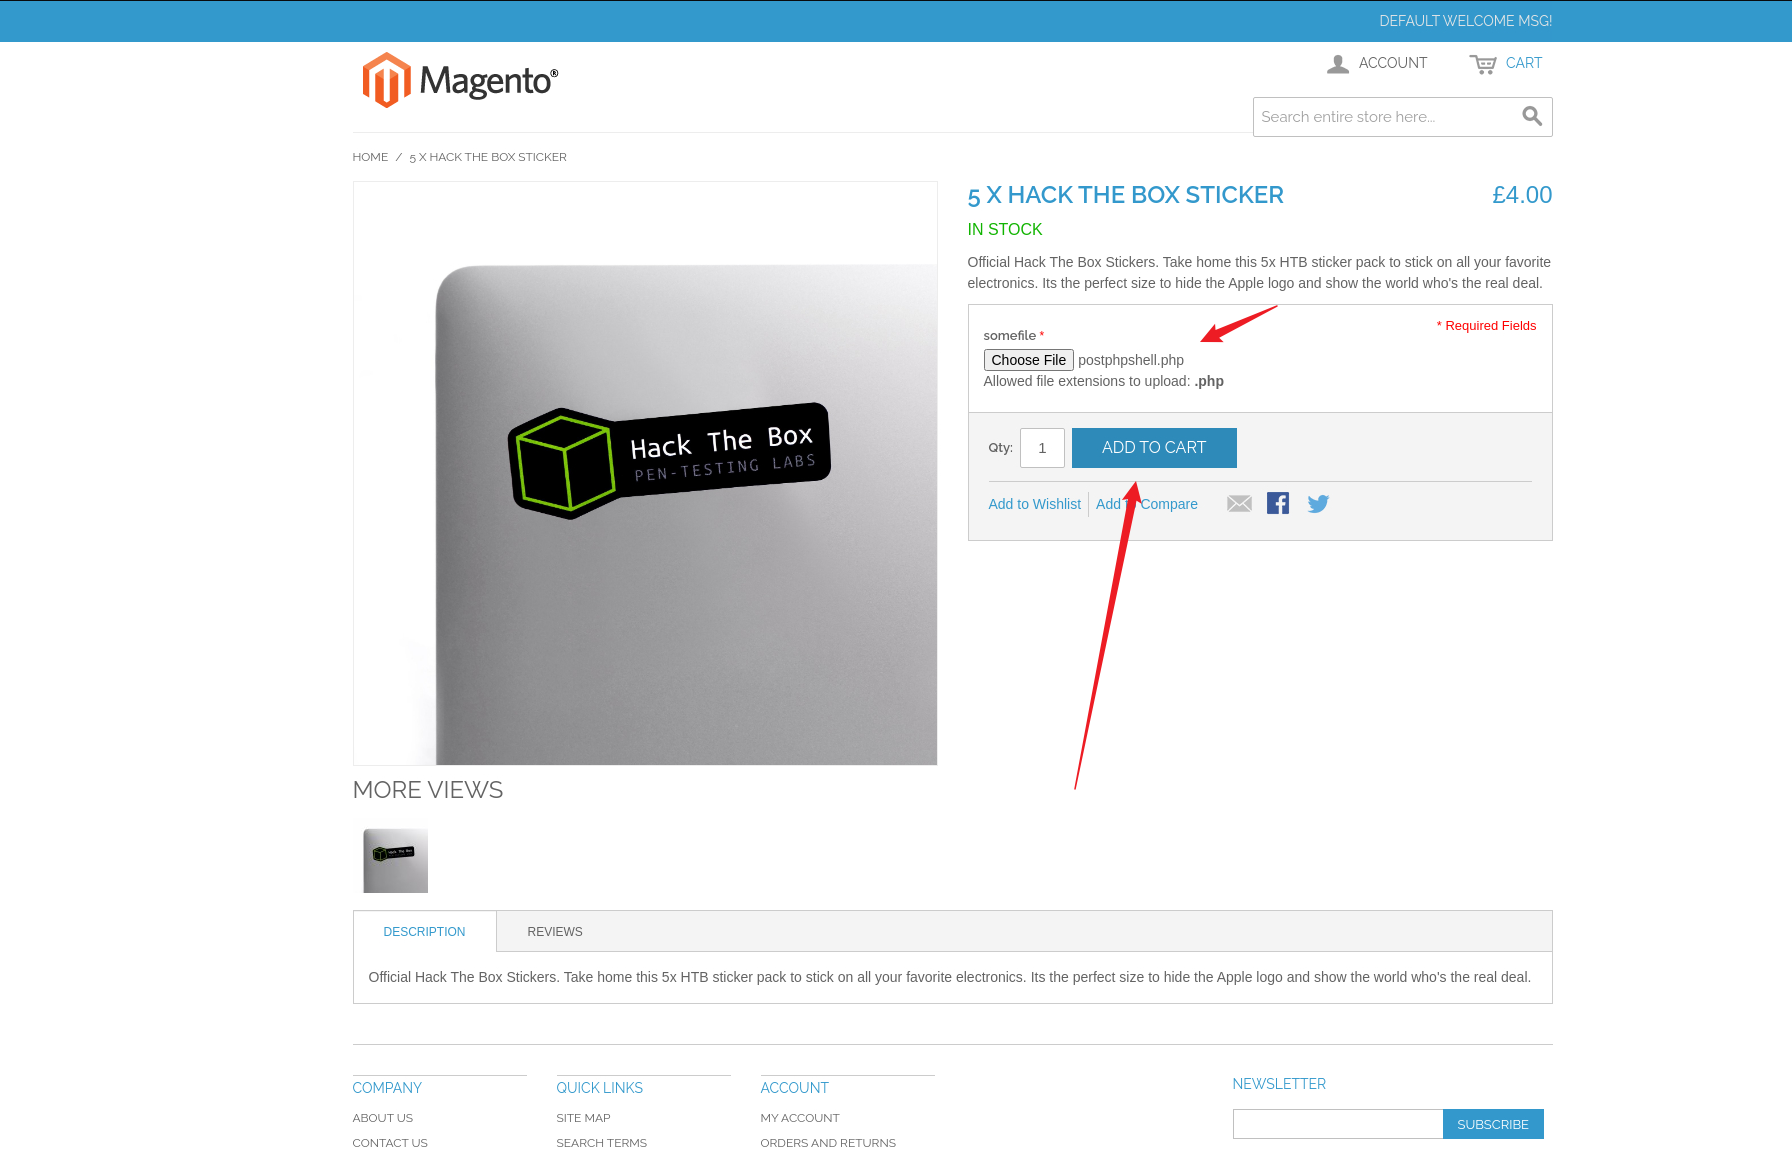 DEFAULT WELCOME MSG!
Magento®
ACCOUNT
CART
Search entire store here...
HOME / 5 X HACK THE BOX STICKER
5 X HACK THE BOX STICKER
£4.00
IN STOCK
Official Hack The Box Stickers. Take home this 5x HTB sticker pack to stick on all your favorite
electronics. Its the perfect size to hide the Apple logo and show the world who's the real deal.
* Required Fields
somefile *
Choose File postphpshell.php
Allowed file extensions to upload: .php
Hack The Box
PEN-TESTING LABS
Qty: 1 ADD TO CART
Add to Wishlist Add to Compare
MORE VIEWS
Hack The Box
DESCRIPTION REVIEWS
Official Hack The Box Stickers. Take home this 5x HTB sticker pack to stick on all your favorite electronics. Its the perfect size to hide the Apple logo and show the world who's the real deal.
COMPANY
ABOUT US
CONTACT US
QUICK LINKS
SITE MAP
SEARCH TERMS
ACCOUNT
MY ACCOUNT
ORDERS AND RETURNS
NEWSLETTER
SUBSCRIBE